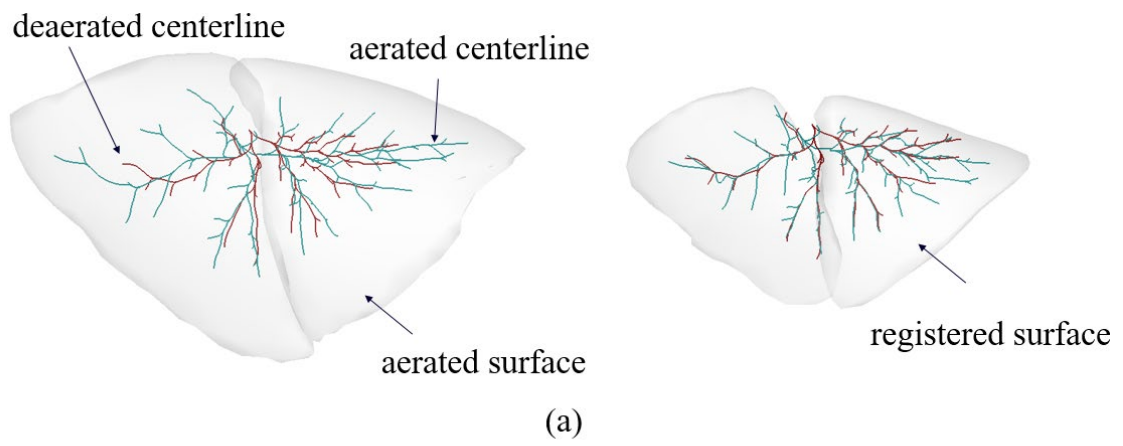 deaerated centerline
aerated centerline
aerated surface
registered surface
(a)